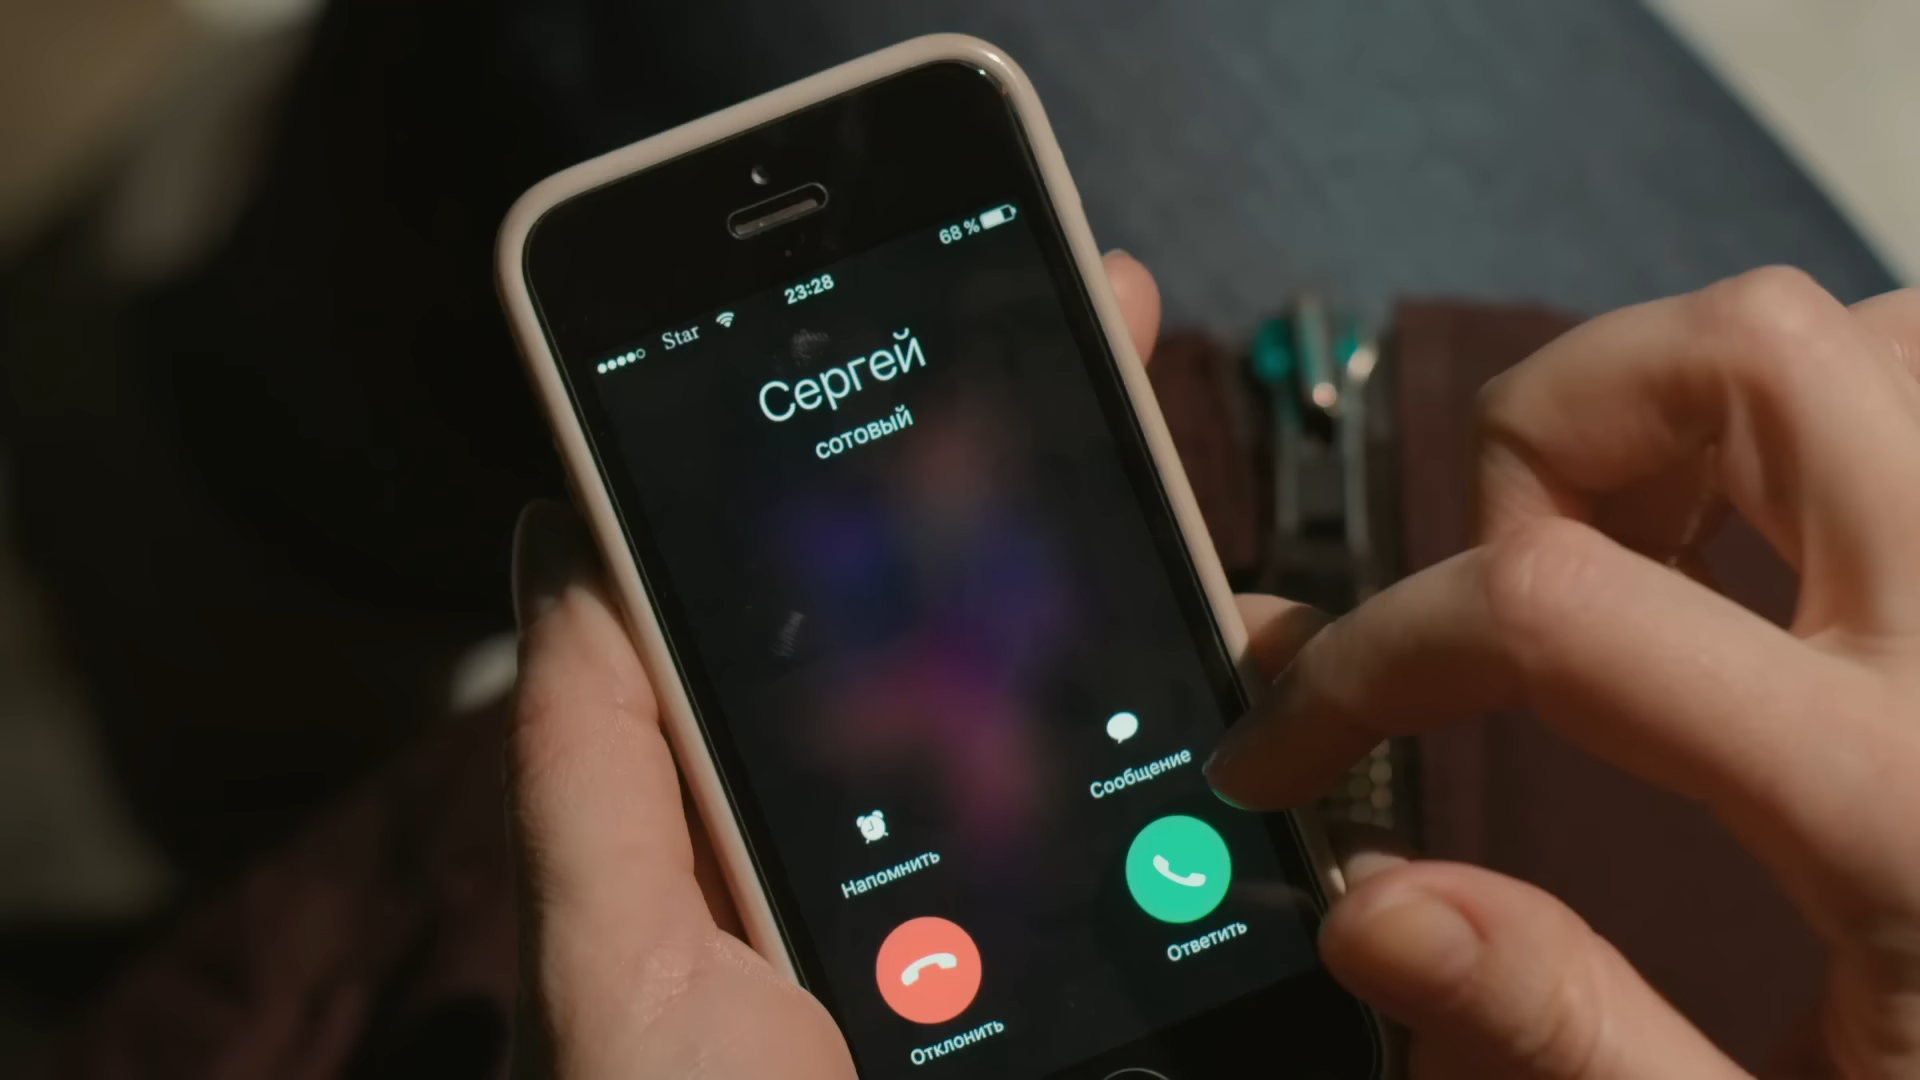 Star 23:28 68 %
Сергей
сотовый
Напомнить Сообщение
Отклонить Ответить